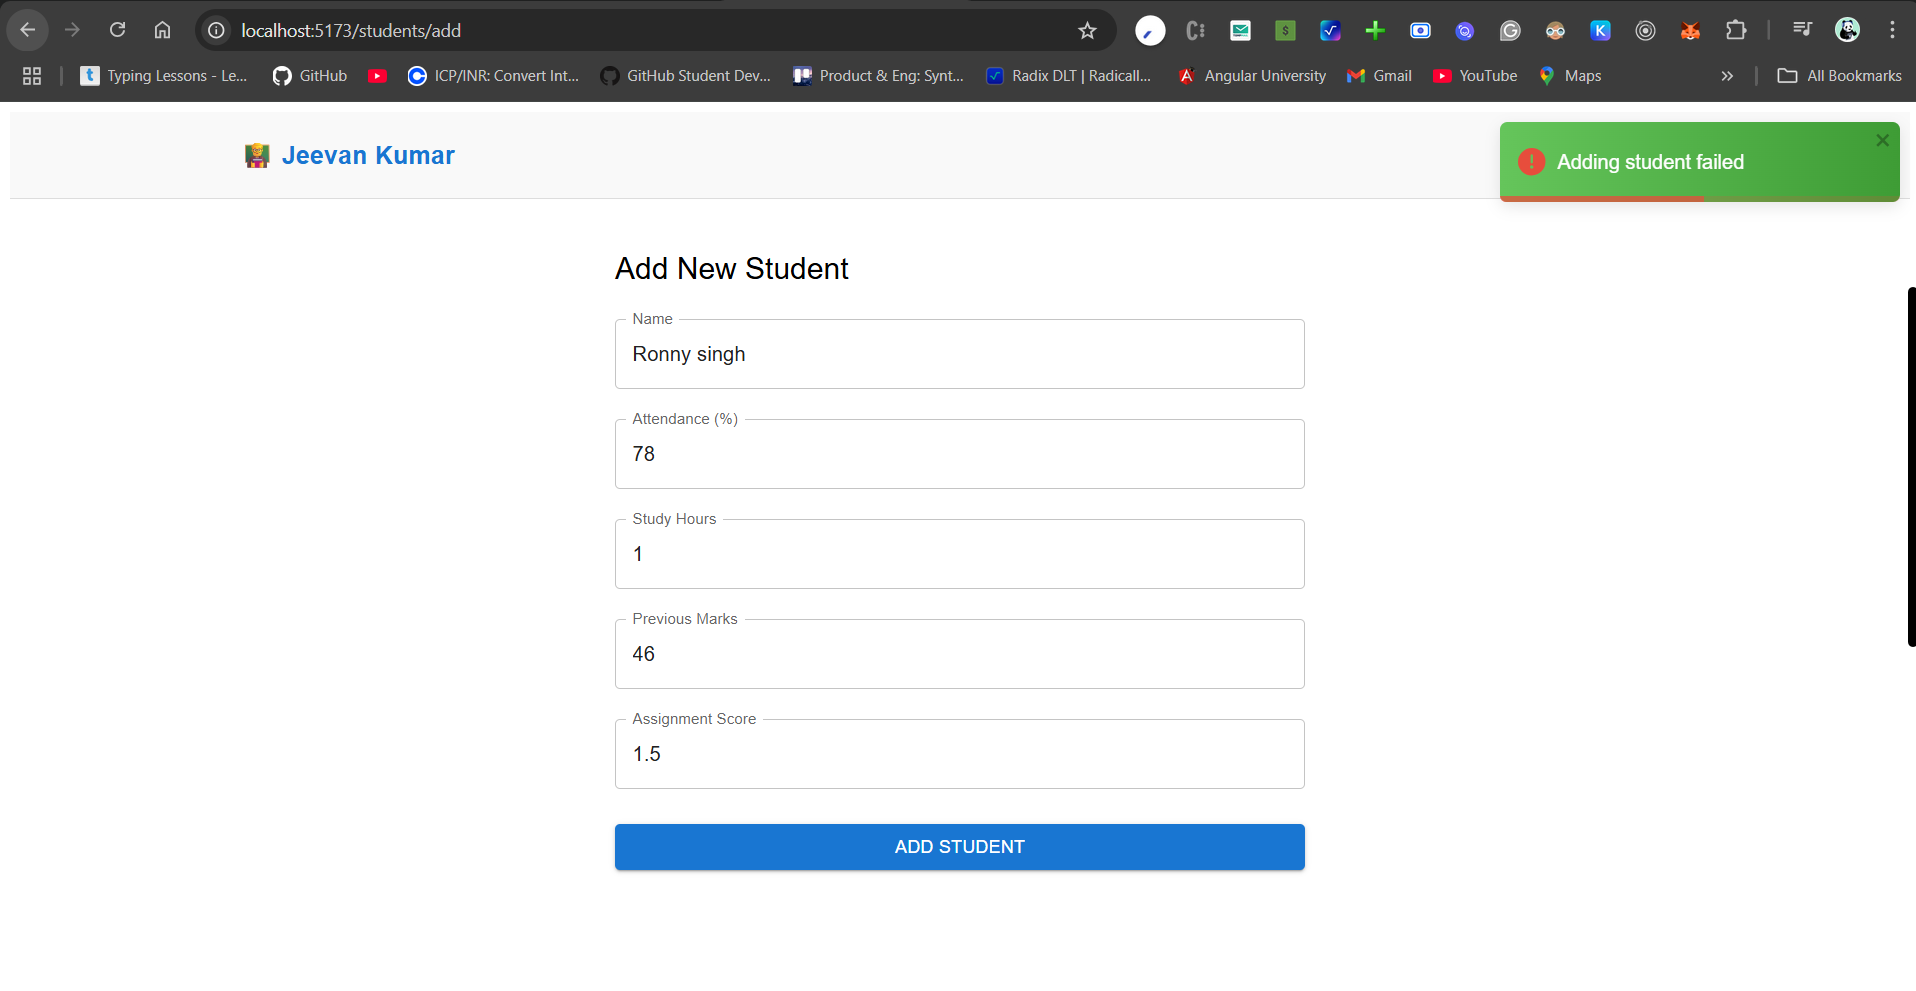 localhost:5173/students/add
Typing Lessons - Le... GitHub ICP/INR: Convert Int... GitHub Student Dev... Product & Eng: Synt... Radix DLT | Radicall... Angular University Gmail YouTube Maps » All Bookmarks
Jeevan Kumar
Adding student failed
Add New Student
Name
Ronny singh
Attendance (%)
78
Study Hours
1
Previous Marks
46
Assignment Score
1.5
ADD STUDENT